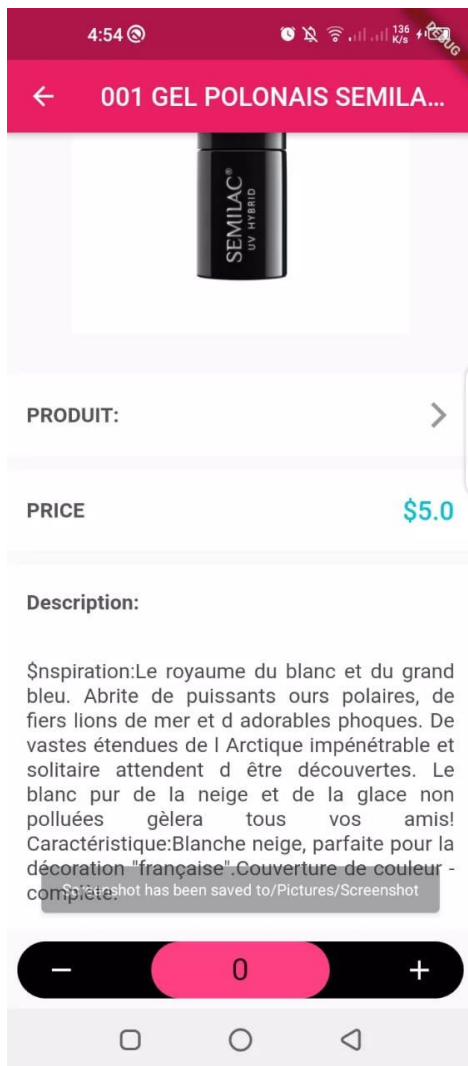 4:54
136
K/s
DEBUG
001 GEL POLONAIS SEMILA...
SEMILAC®
UV HYBRID
PRODUIT:
PRICE
$5.0
Description:
$nspiration:Le royaume du blanc et du grand
bleu. Abrite de puissants ours polaires, de
fiers lions de mer et d adorables phoques. De
vastes étendues de l Arctique impénétrable et
solitaire attendent d être découvertes. Le
blanc pur de la neige et de la glace non
polluées gèlera tous vos amis!
Caractéristique:Blanche neige, parfaite pour la
décoration "française".Couverture de couleur -
complète.
Screenshot has been saved to/Pictures/Screenshot
− 0 +